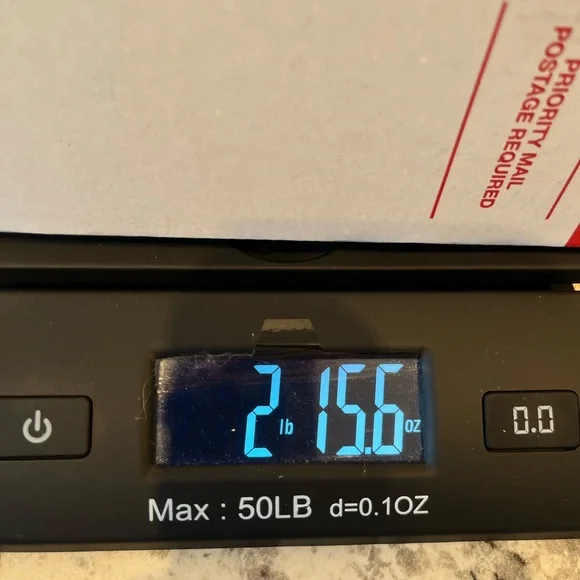 PRIORITY MAIL
POSTAGE REQUIRED
2 lb 15.6 oz
0.0
Max : 50LB d=0.1OZ